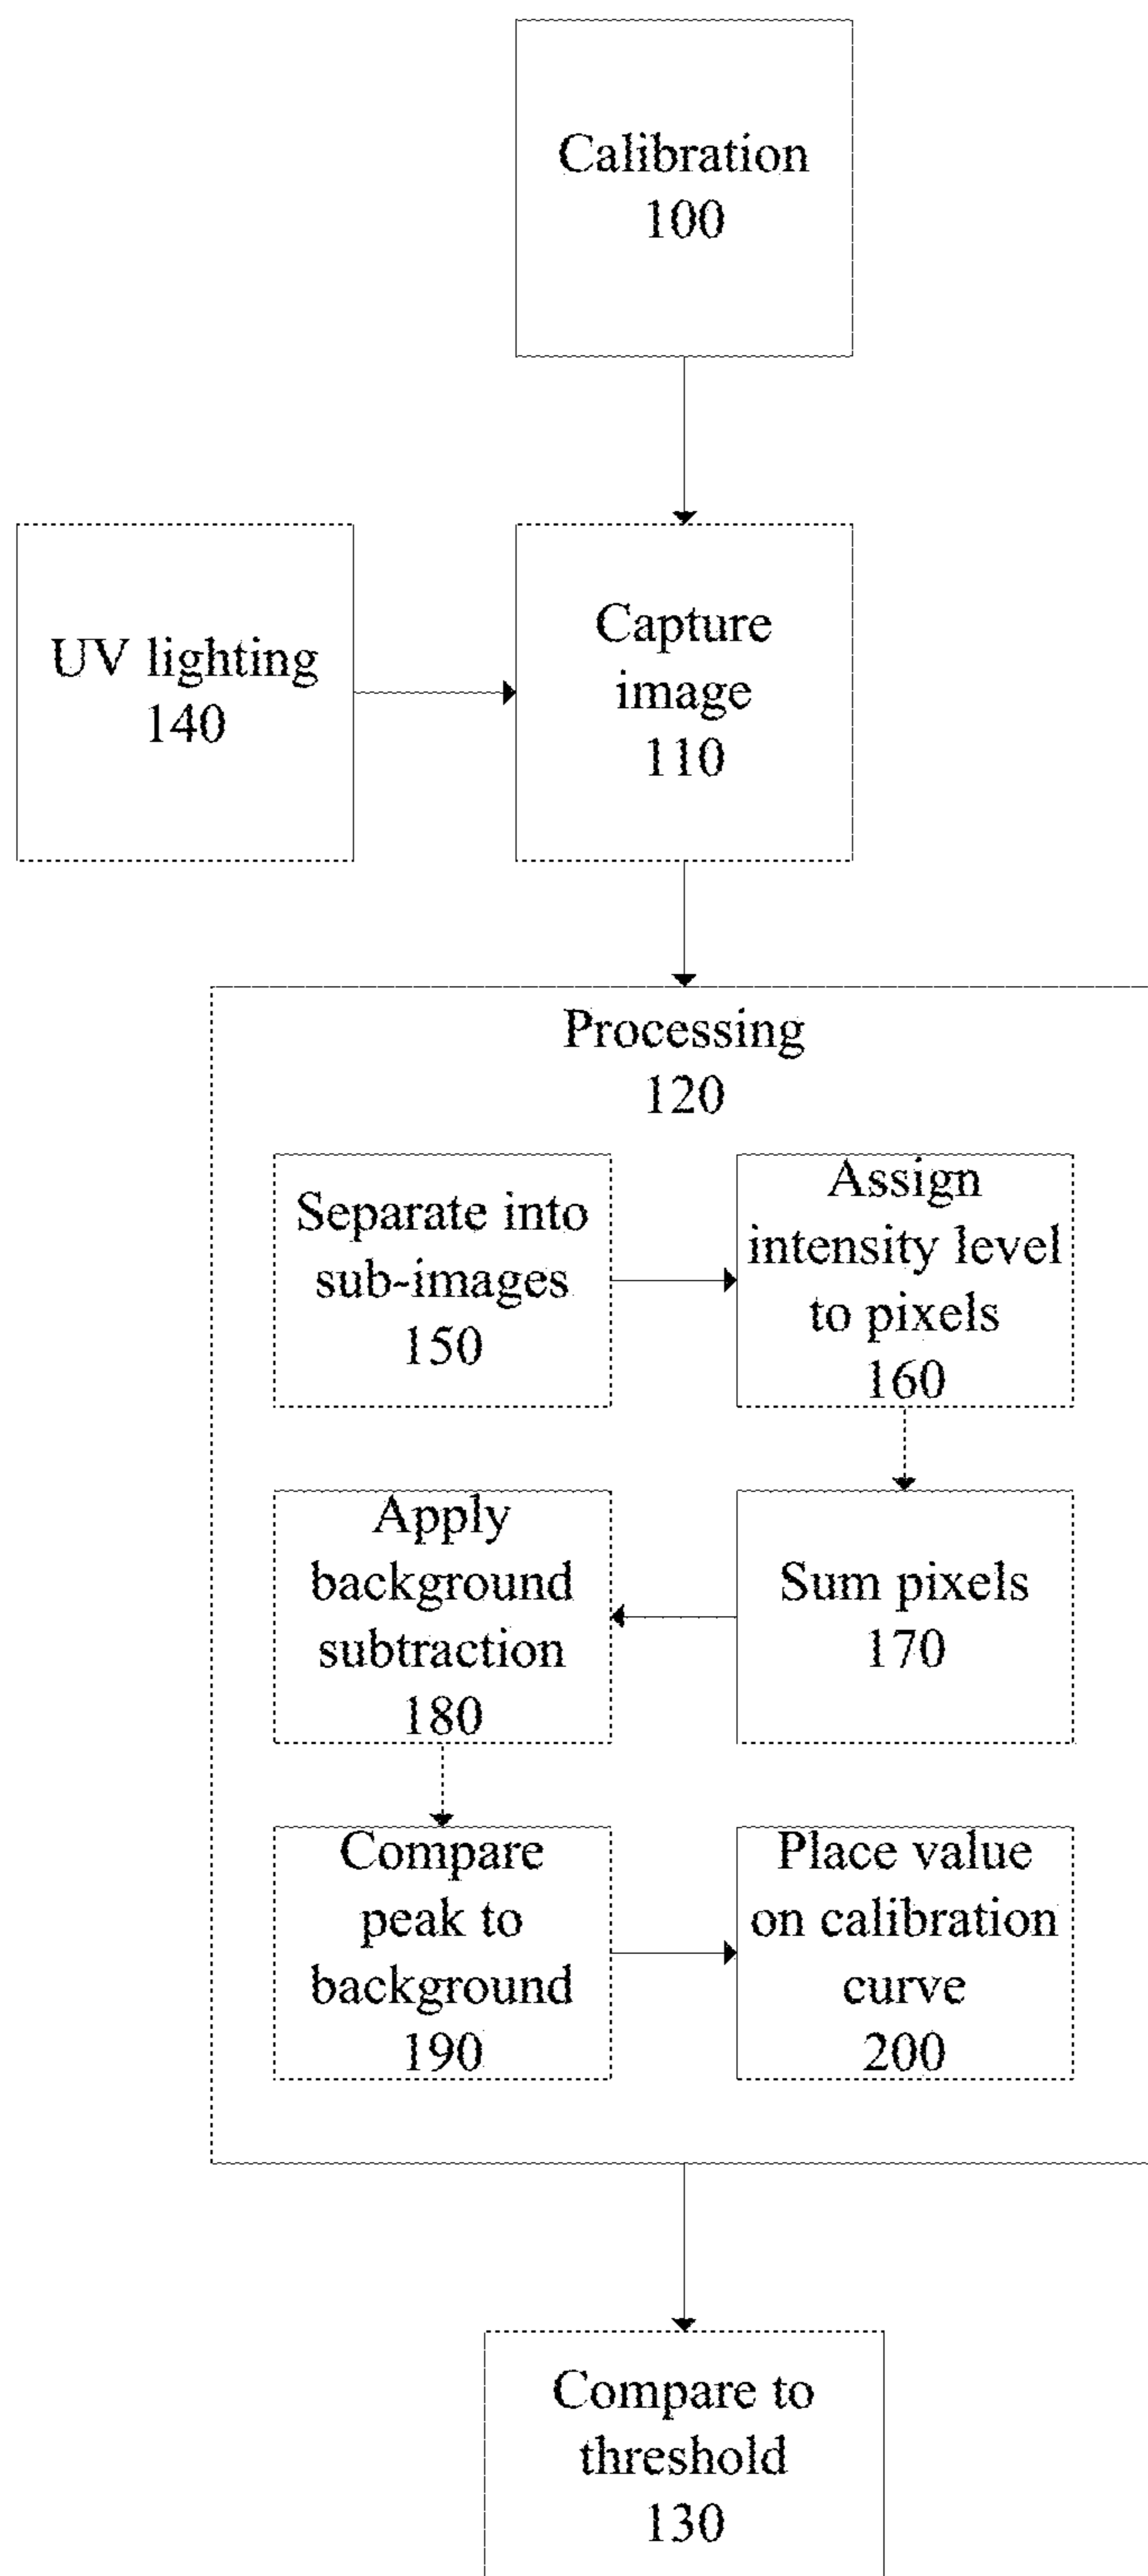 Calibration
100
UV lighting
140
Capture
image
110
Processing
120
Separate into
sub-images
150
Assign
intensity level
to pixels
160
Sum pixels
170
Apply
background
subtraction
180
Compare
peak to
background
190
Place value
on calibration
curve
200
Compare to
threshold
130